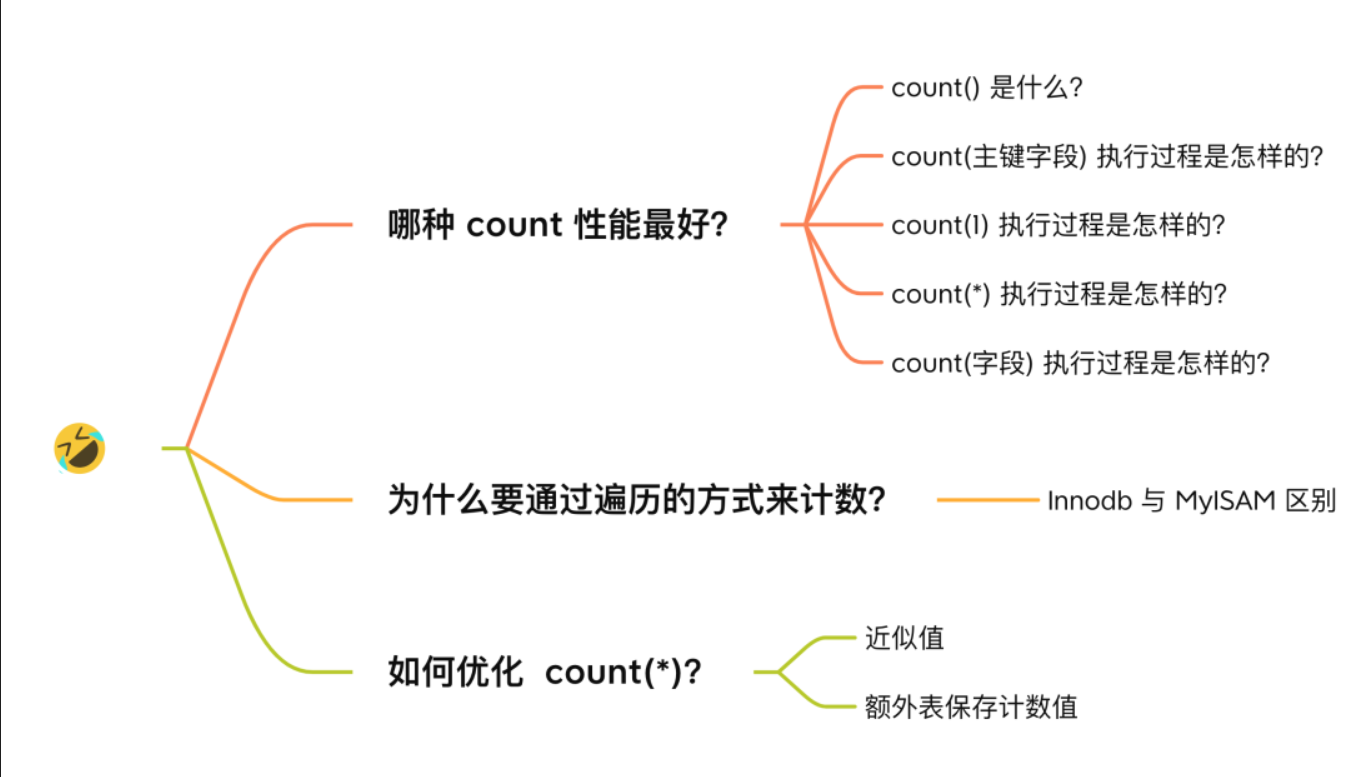 哪种 count 性能最好?
count() 是什么?
count(主键字段) 执行过程是怎样的?
count(1) 执行过程是怎样的?
count(*) 执行过程是怎样的?
count(字段) 执行过程是怎样的?
为什么要通过遍历的方式来计数?
Innodb 与 MyISAM 区别
如何优化 count(*)?
近似值
额外表保存计数值